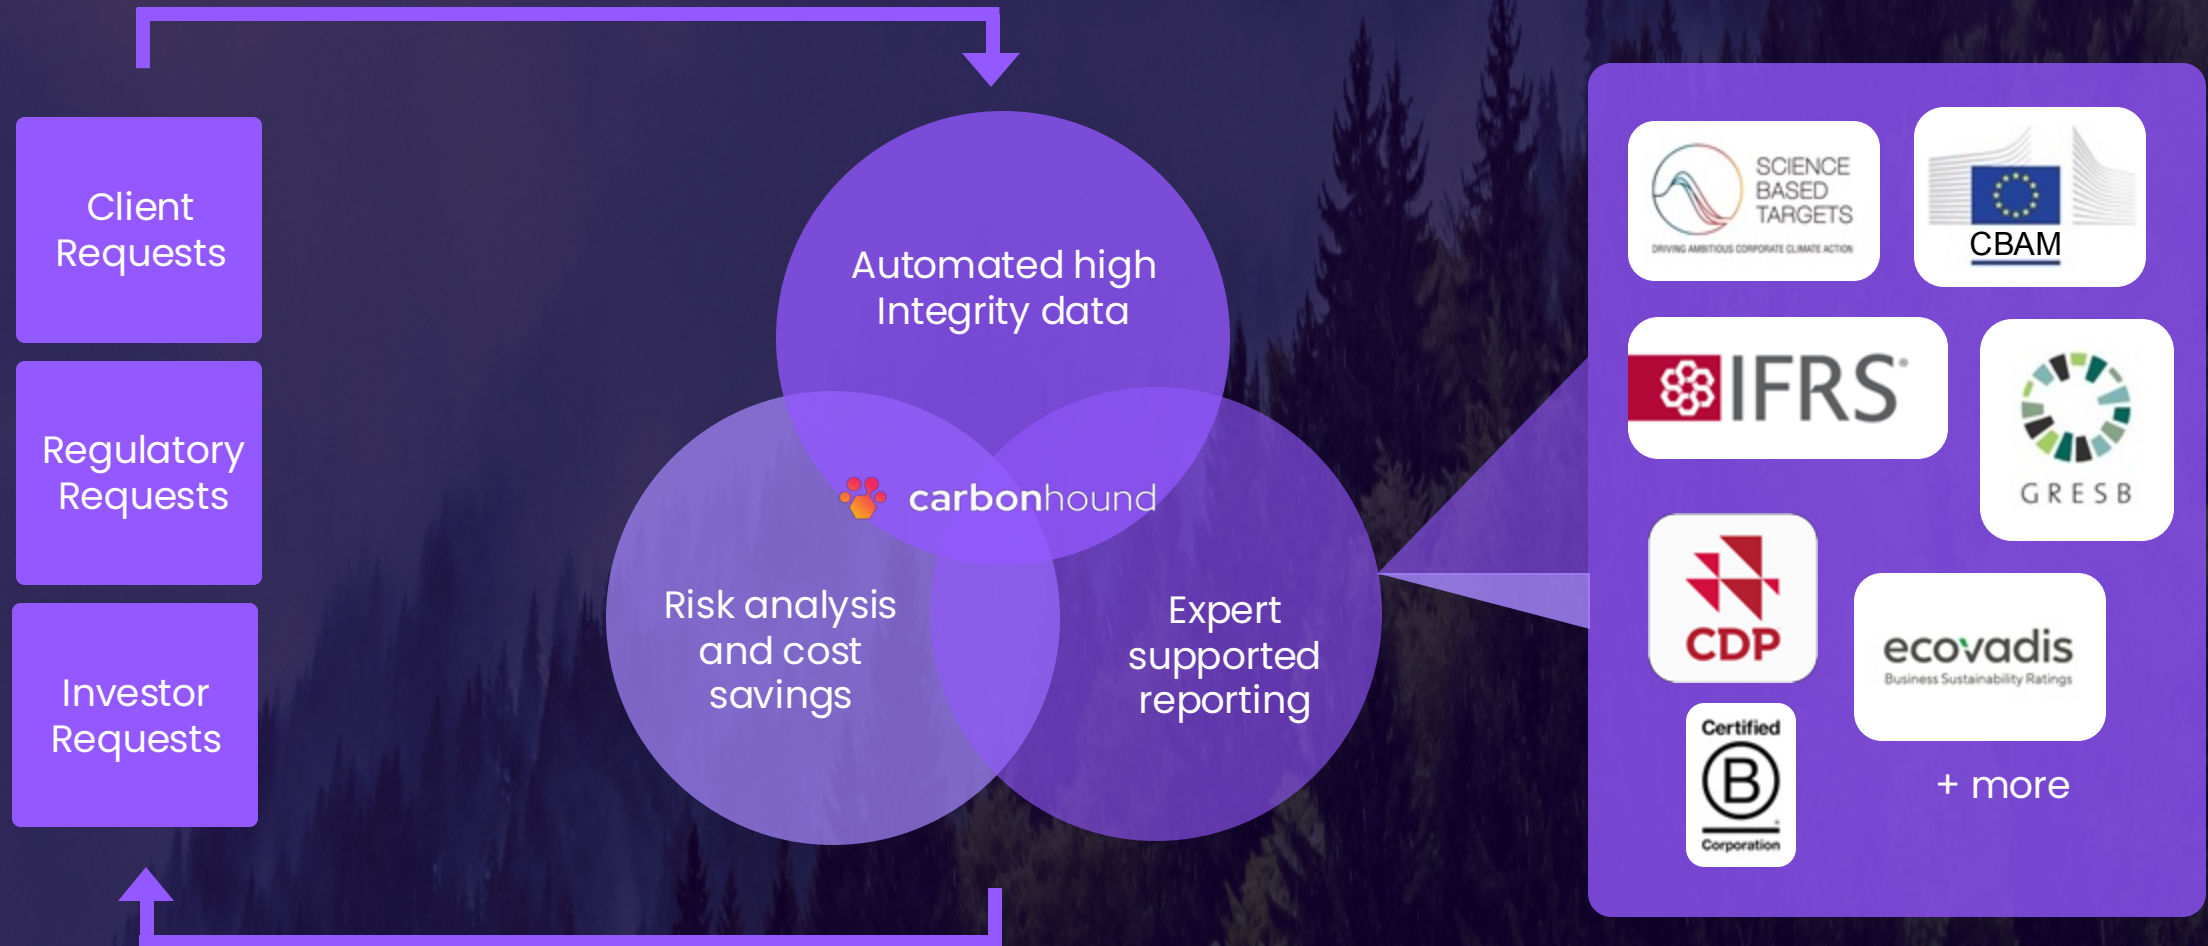 Client
Requests
Regulatory
Requests
Investor
Requests
Automated high
Integrity data
carbonhound
Risk analysis
and cost
savings
Expert
supported
reporting
SCIENCE
BASED
TARGETS
DRIVING AMBITIOUS CORPORATE CLIMATE ACTION
CBAM
IFRS
GRESB
CDP
ecovadis
Business Sustainability Ratings
Certified
B
Corporation
+ more